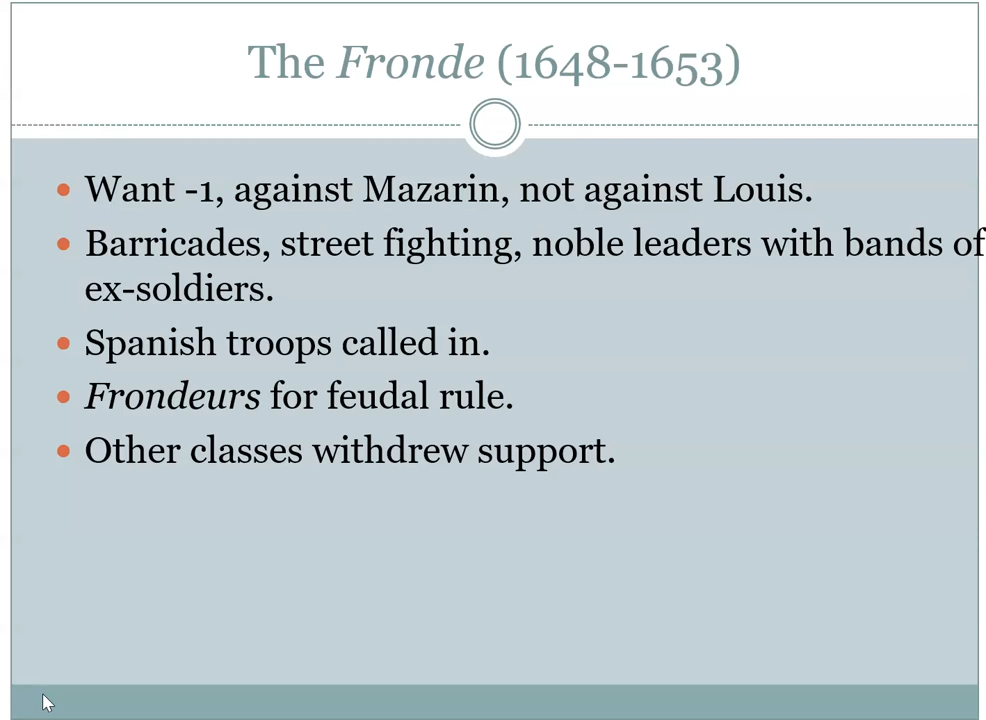 The Fronde (1648-1653)
Want -1, against Mazarin, not against Louis.
Barricades, street fighting, noble leaders with bands of
ex-soldiers.
Spanish troops called in.
Frondeurs for feudal rule.
Other classes withdrew support.